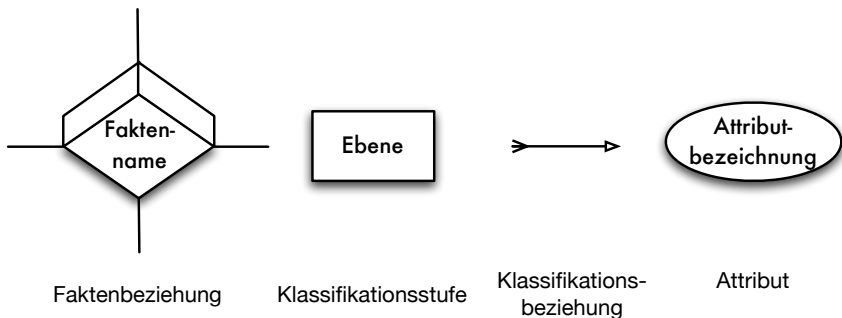 Fakten-
name
Ebene
Attribut-
bezeichnung
Faktenbeziehung
Klassifikationsstufe
Klassifikations-
beziehung
Attribut